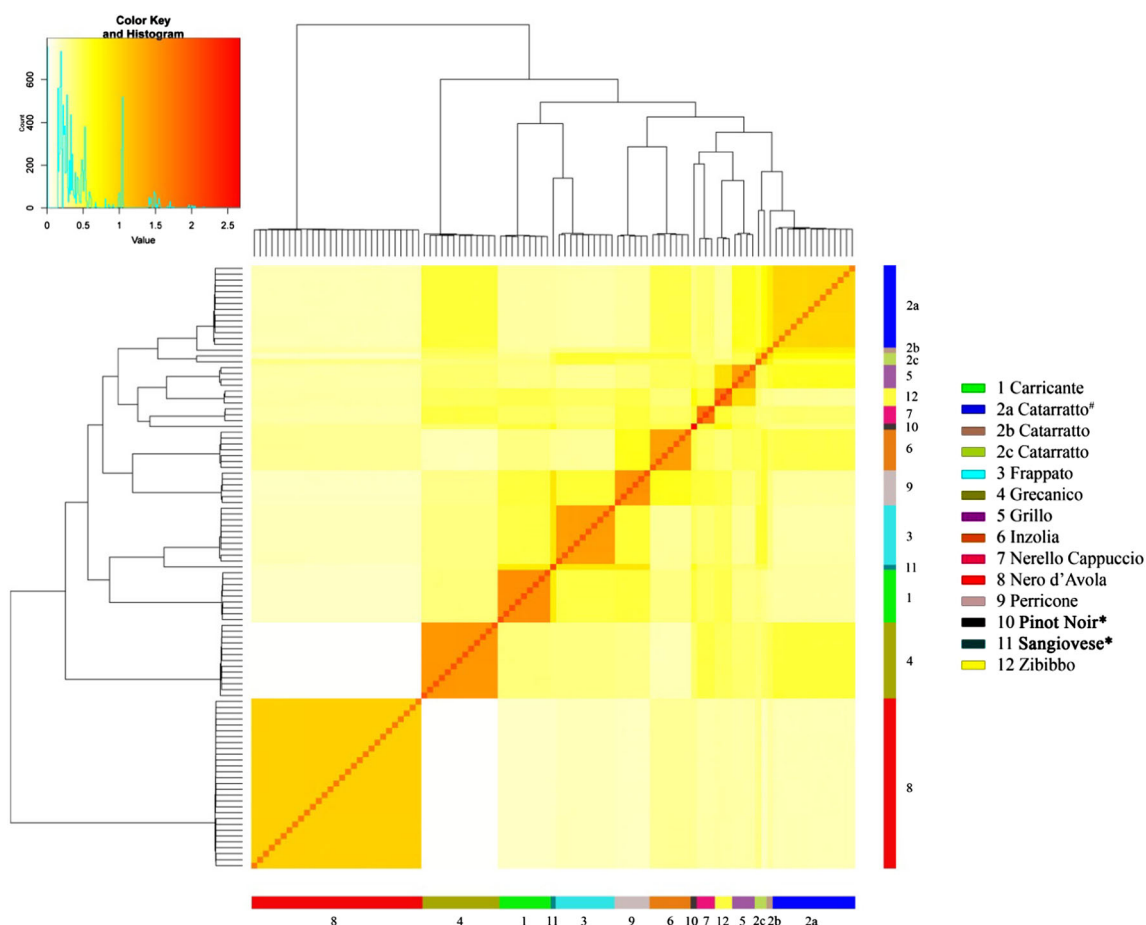 Color Key
and Histogram
Count
0
200
400
600
0 0.5 1 1.5 2 2.5
Value
2a
2b
2c
5
12
7
10
6
9
3
11
1
4
8
8 4 1 11 3 9 6 10 7 12 5 2c 2b 2a
1 Carricante
2a Catarratto#
2b Catarratto
2c Catarratto
3 Frappato
4 Grecanico
5 Grillo
6 Inzolia
7 Nerello Cappuccio
8 Nero d’Avola
9 Perricone
10 Pinot Noir*
11 Sangiovese*
12 Zibibbo